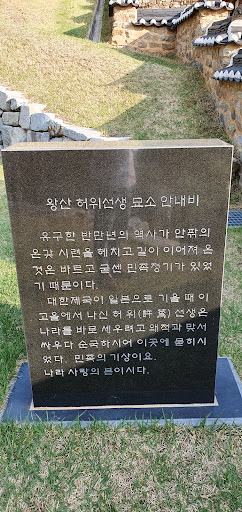 왕산 허위선생 묘소 안내비
유구한 반만년의 역사가 안팎의
온갖 시련을 헤치고 길이 이어져 온
것은 바르고 굳센 민족정기가 있었
기 때문이다.
대한제국이 일본으로 기울 때 이
고을에서 나신 허위(許蔿) 선생은
나라를 바로 세우려고 왜적과 맞서
싸우다 순국하시어 이곳에 묻히시
었다. 민족의 기상이요.
나라 사랑의 본이시다.